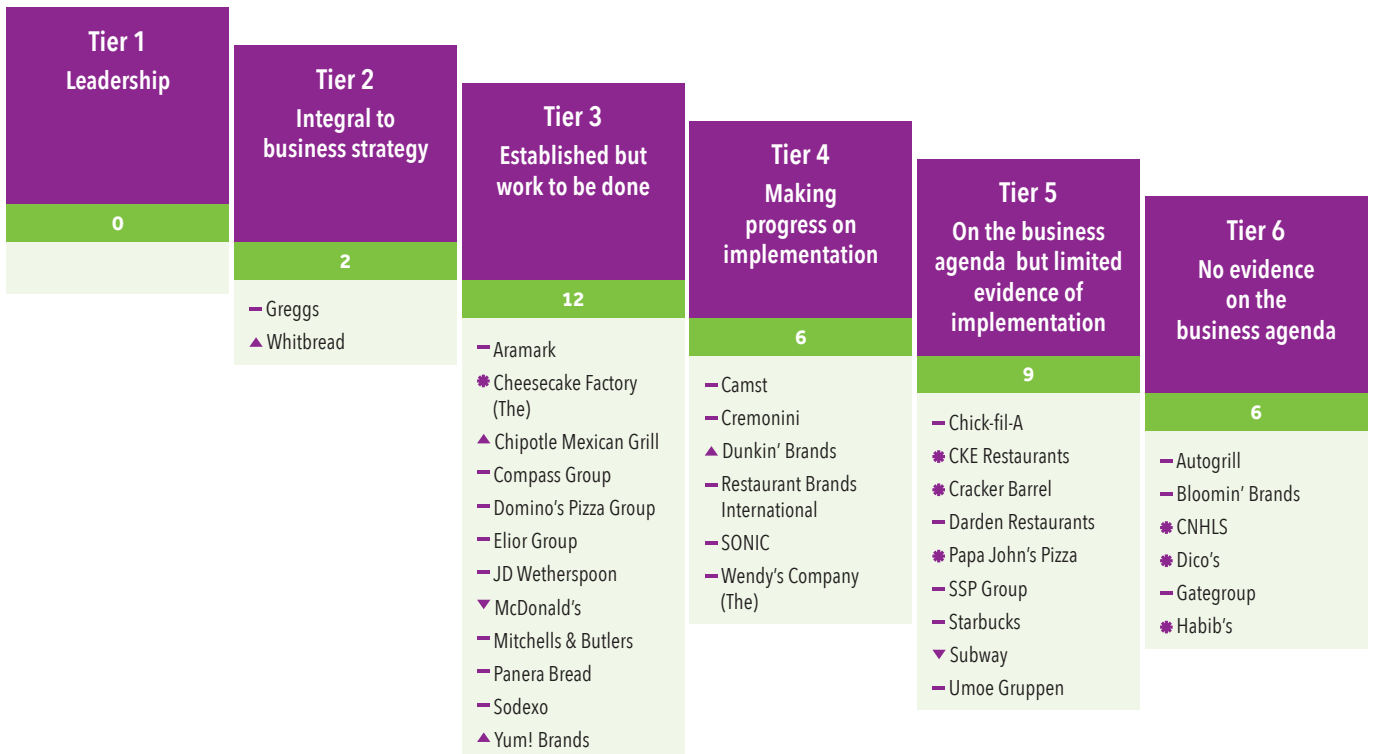 Tier 1
Leadership
0
Tier 2
Integral to
business strategy
2
Greggs
Whitbread
Tier 3
Established but
work to be done
12
Aramark
Cheesecake Factory
(The)
Chipotle Mexican Grill
Compass Group
Domino's Pizza Group
Elior Group
JD Wetherspoon
McDonald's
Mitchells & Butlers
Panera Bread
Sodexo
Yum! Brands
Tier 4
Making
progress on
implementation
6
Camst
Cremonini
Dunkin' Brands
Restaurant Brands
International
SONIC
Wendy's Company
(The)
Tier 5
On the business
agenda but limited
evidence of
implementation
9
Chick-fil-A
CKE Restaurants
Cracker Barrel
Darden Restaurants
Papa John's Pizza
SSP Group
Starbucks
Subway
Umoe Gruppen
Tier 6
No evidence
on the
business agenda
6
Autogrill
Bloomin' Brands
CNHLS
Dico's
Gategroup
Habib's